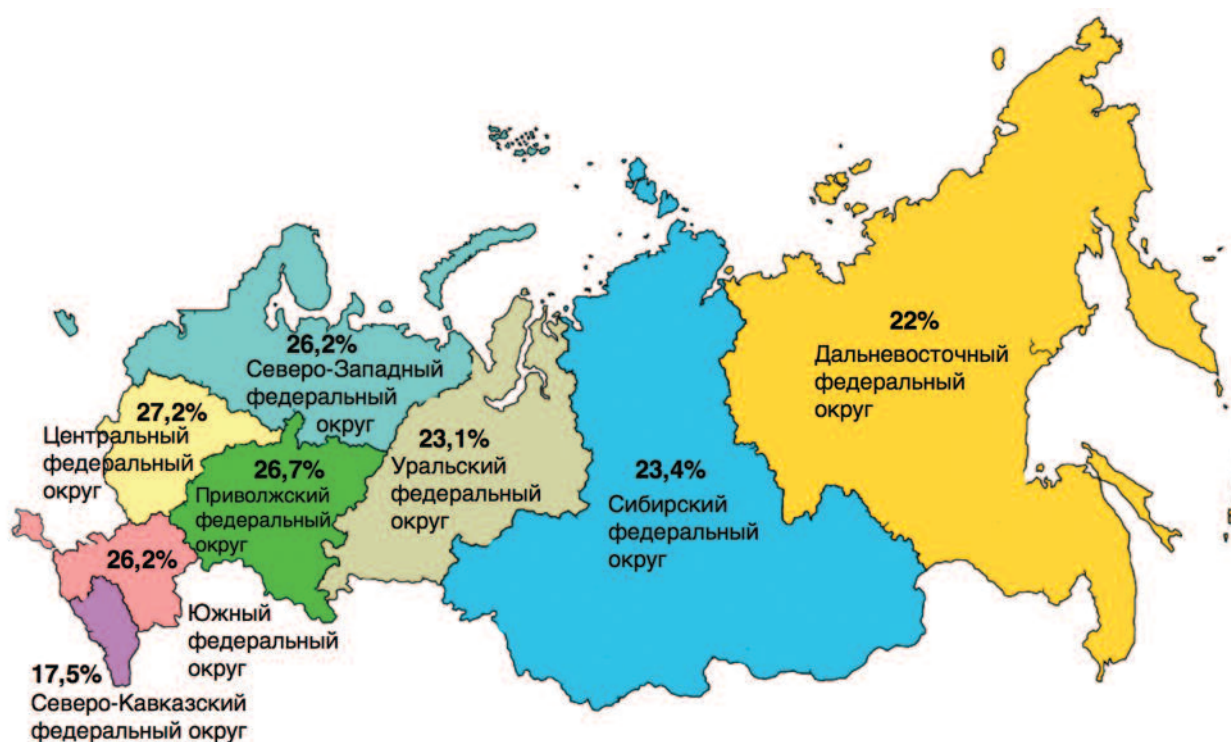 26,2%
Северо-Западный
федеральный
округ
27,2%
Центральный
федеральный
округ
26,7%
Приволжский
федеральный
округ
23,1%
Уральский
федеральный
округ
23,4%
Сибирский
федеральный
округ
22%
Дальневосточный
федеральный
округ
26,2%
Южный
федеральный
округ
17,5%
Северо-Кавказский
федеральный округ